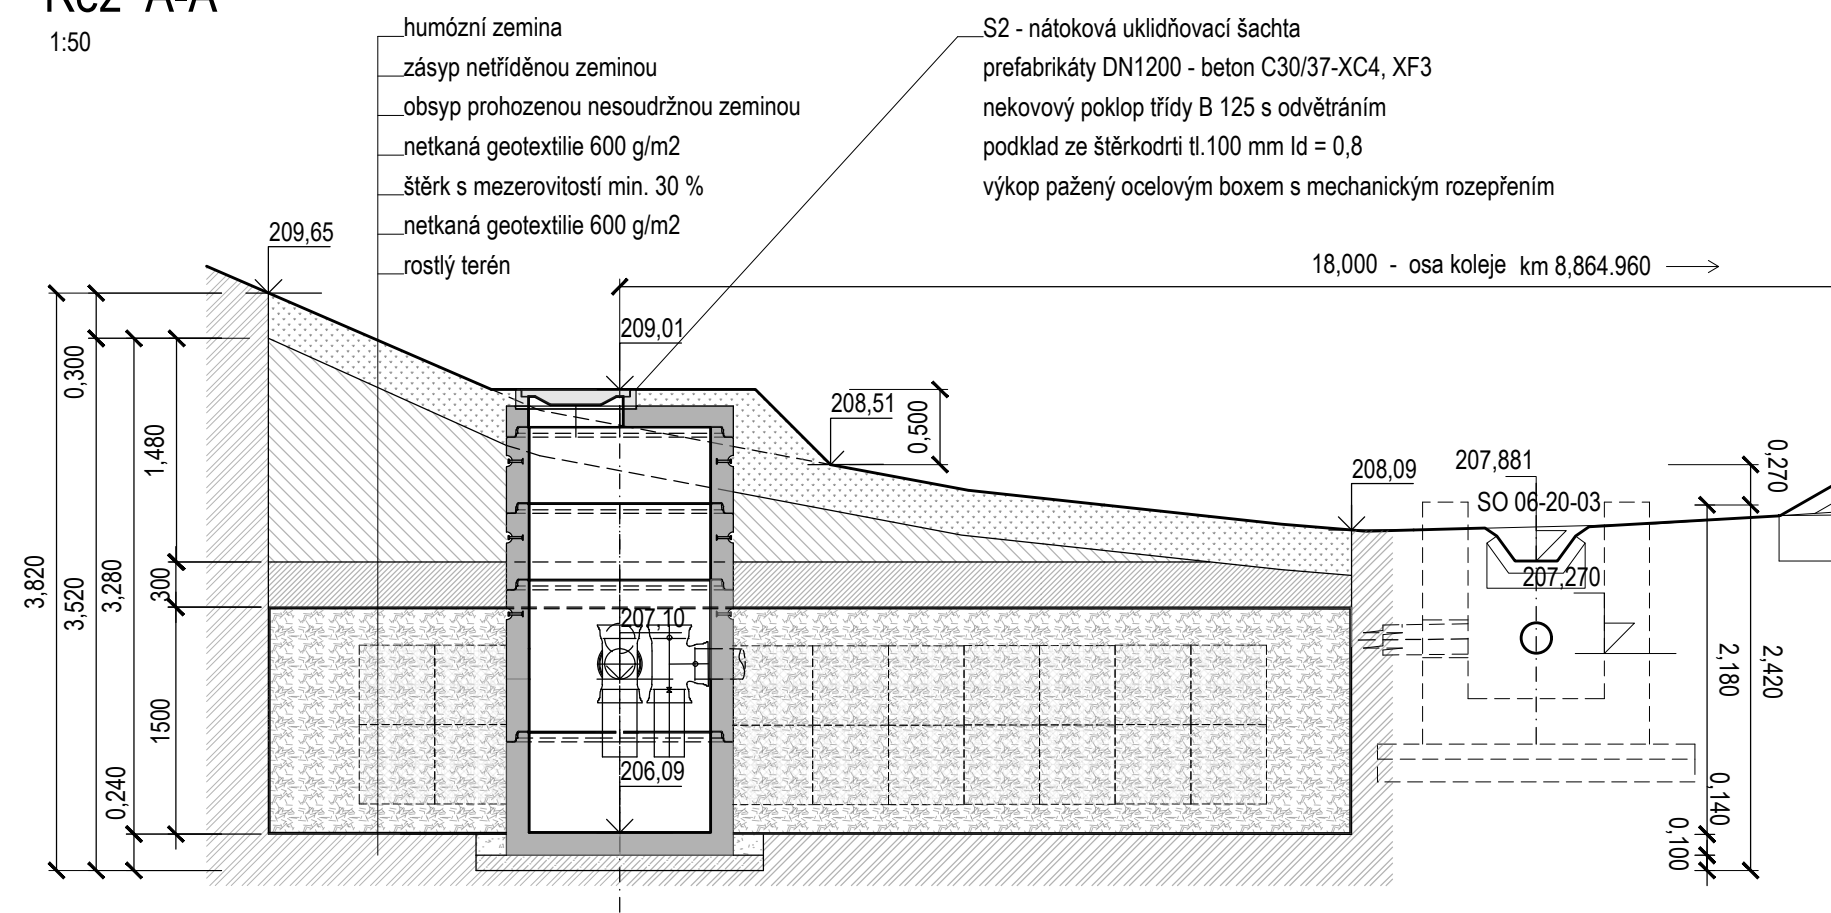 Řez A-A
1:50
humózní zemina
zásyp netříděnou zeminou
obsyp prohozenou nesoudržnou zeminou
netkaná geotextilie 600 g/m2
štěrk s mezerovitostí min. 30 %
netkaná geotextilie 600 g/m2
rostlý terén
S2 - nátoková uklidňovací šachta
prefabrikáty DN1200 - beton C30/37-XC4, XF3
nekovový poklop třídy B 125 s odvětráním
podklad ze štěrkodrti tl.100 mm Id = 0,8
výkop pažený ocelovým boxem s mechanickým rozepřením
18,000 - osa koleje km 8,864.960
209,65
209,01
208,51
0,500
208,09
207,881
SO 06-20-03
207,270
0,270
0,300
1,480
3,820
3,520
3,280
300
207,10
1500
0,240
206,09
2,180
2,420
0,140
0,100